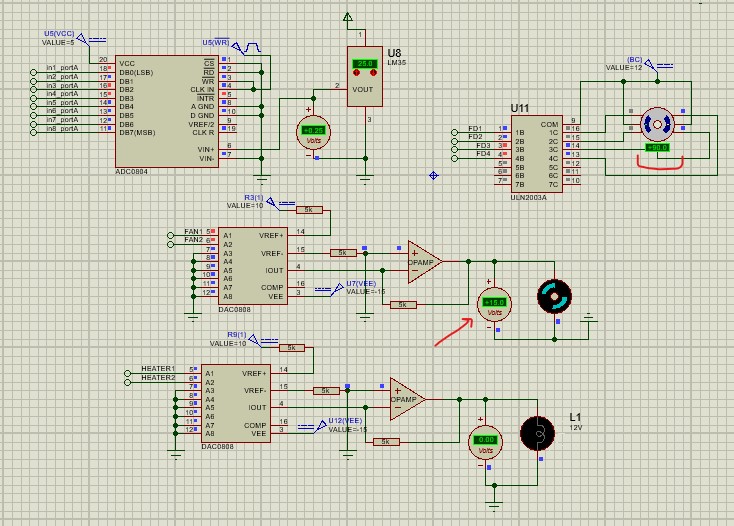 U5(VCC)
VALUE=5
U5(WR)
20 VCC
18 DB0(LSB)
17 DB1
16 DB2
15 DB3
14 DB4
13 DB5
12 DB6
11 DB7(MSB)
in1_portA
in2_portA
in3_portA
in4_portA
in5_portA
in6_portA
in7_portA
in8_portA
CS 1
RD 2
WR 3
CLK IN 4
INTR 5
A GND 8
D GND 10
VREF/2 9
CLK R 19
VIN+ 6
VIN- 7
ADC0804
+0.25
Volts
1
25.0
2 VOUT
3
U8
LM35
(BC)
VALUE=12
U11
FD1
FD2
FD3
FD4
1 1B
2 2B
3 3B
4 4B
5 5B
6 6B
7 7B
COM 9
1C 16
2C 15
3C 14
4C 13
5C 12
6C 11
7C 10
ULN2003A
+90.0
R3(1)
VALUE=10
5k
FAN1
FAN2
5 A1
6 A2
7 A3
8 A4
9 A5
10 A6
11 A7
12 A8
VREF+ 14
VREF- 15
IOUT 4
COMP 16
VEE 3
DAC0808
5k
U7(VEE)
VALUE=-15
OPAMP
5k
+15.0
Volts
R9(1)
VALUE=10
5k
HEATER1
HEATER2
5 A1
6 A2
7 A3
8 A4
9 A5
10 A6
11 A7
12 A8
VREF+ 14
VREF- 15
IOUT 4
COMP 16
VEE 3
DAC0808
5k
U12(VEE)
VALUE=-15
OPAMP
5k
0.00
Volts
L1
12V